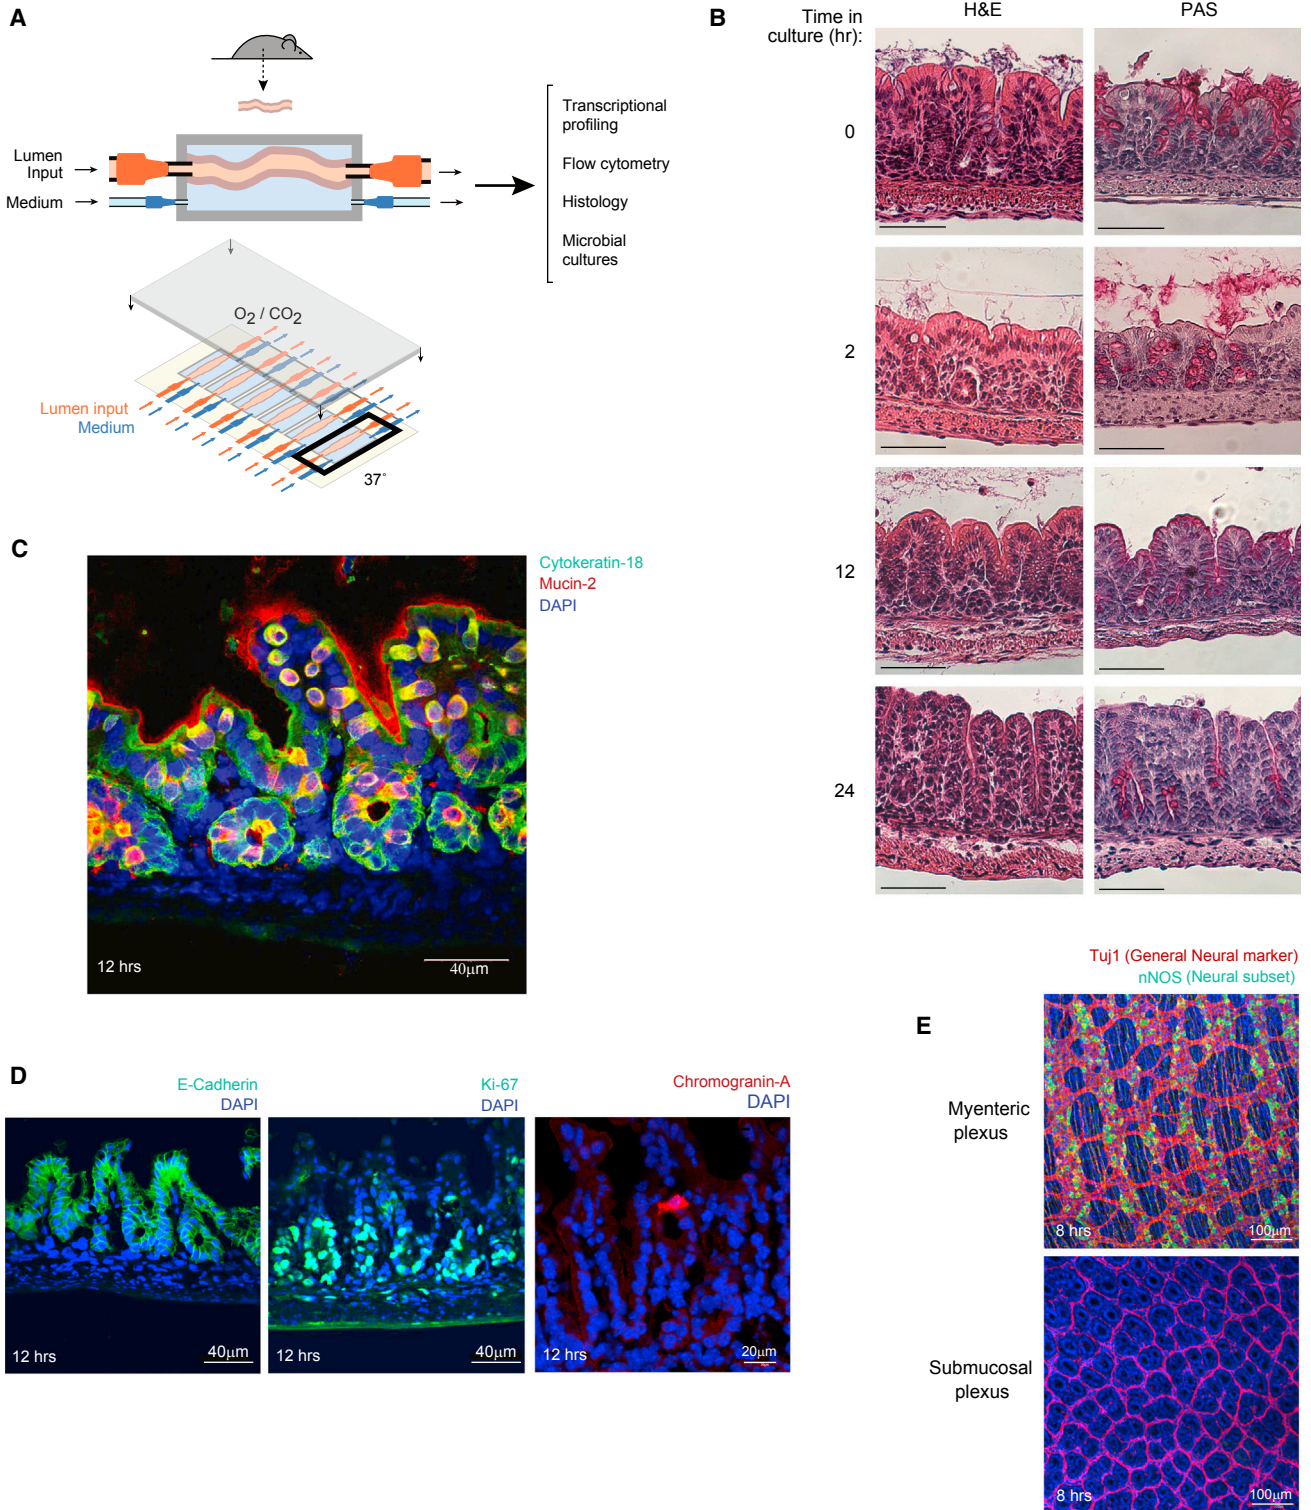 A
Lumen
Input
Medium
Transcriptional
profiling
Flow cytometry
Histology
Microbial
cultures
O2 / CO2
Lumen input
Medium
37°
B
Time in
culture (hr):
H&E
PAS
0
2
12
24
C
Cytokeratin-18
Mucin-2
DAPI
12 hrs
40µm
D
E-Cadherin
DAPI
12 hrs
40µm
Ki-67
DAPI
12 hrs
40µm
Chromogranin-A
DAPI
12 hrs
20µm
E
Tuj1 (General Neural marker)
nNOS (Neural subset)
Myenteric
plexus
8 hrs
100µm
Submucosal
plexus
8 hrs
100µm